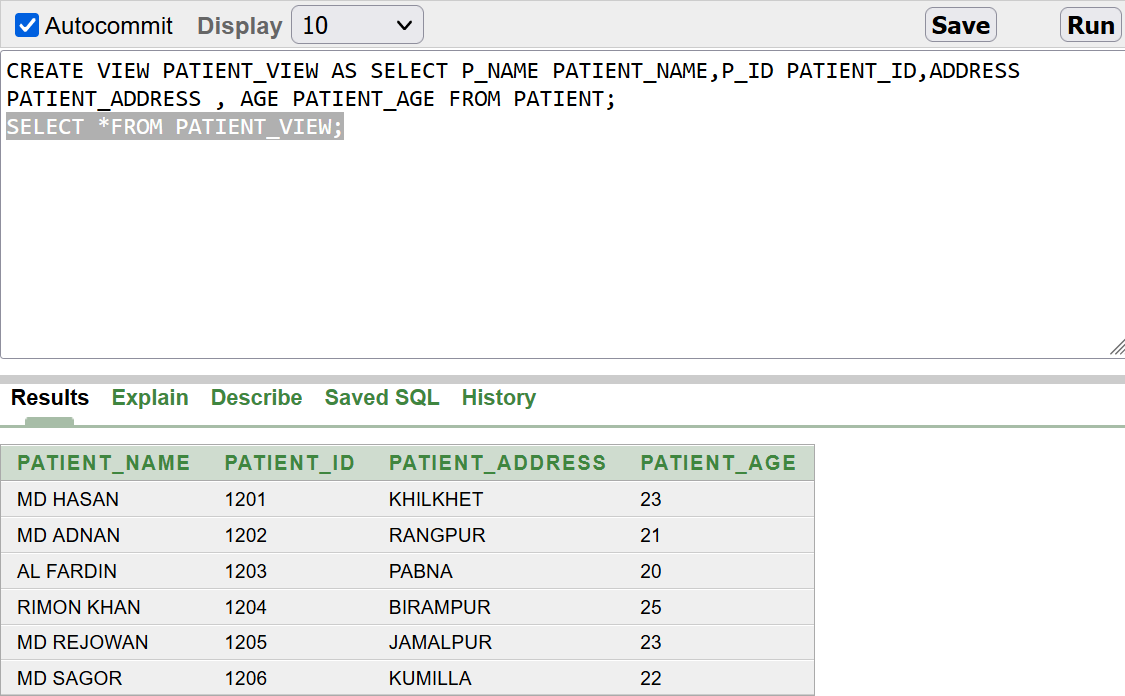 Autocommit Display 10 Save Run
CREATE VIEW PATIENT_VIEW AS SELECT P_NAME PATIENT_NAME,P_ID PATIENT_ID,ADDRESS
PATIENT_ADDRESS , AGE PATIENT_AGE FROM PATIENT;
SELECT *FROM PATIENT_VIEW;
Results Explain Describe Saved SQL History
PATIENT_NAME PATIENT_ID PATIENT_ADDRESS PATIENT_AGE
MD HASAN 1201 KHILKHET 23
MD ADNAN 1202 RANGPUR 21
AL FARDIN 1203 PABNA 20
RIMON KHAN 1204 BIRAMPUR 25
MD REJOWAN 1205 JAMALPUR 23
MD SAGOR 1206 KUMILLA 22